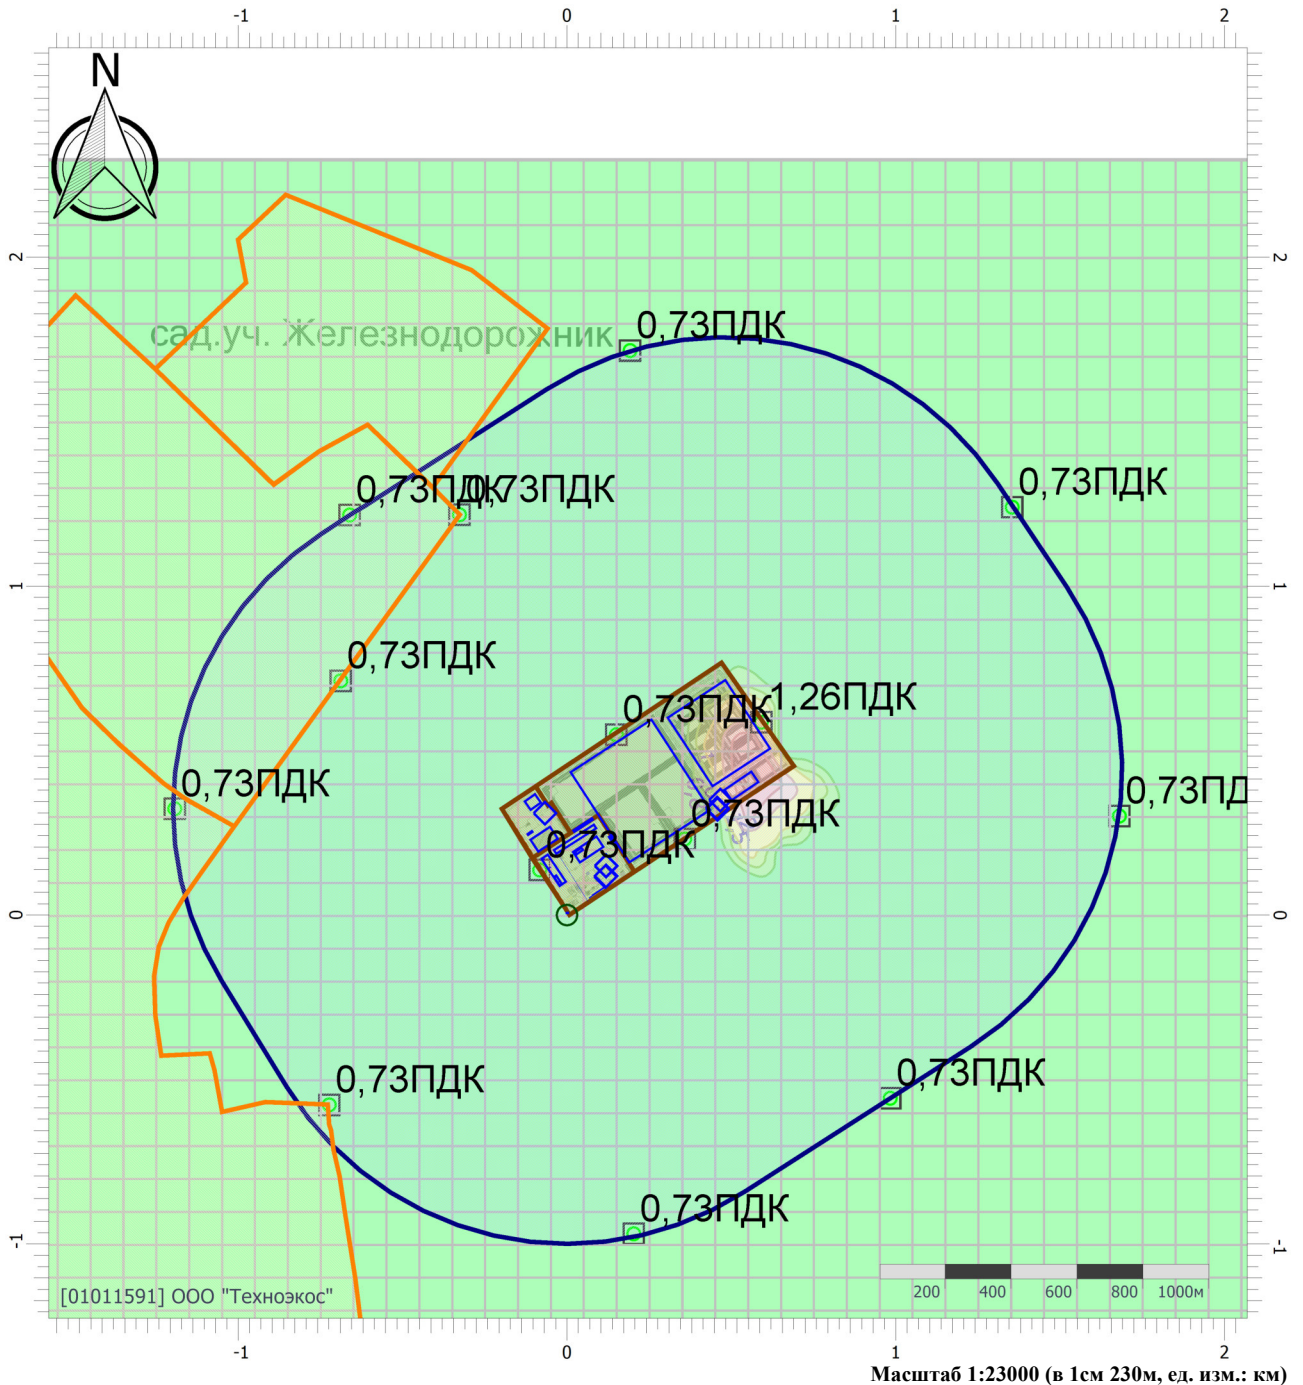 -1 0 1 2
N
2 2
сад.уч. Железнодорожник
0,73ПДК
0,73ПДК 0,73ПДК
0,73ПДК
0,73ПДК
1 1
0,73ПДК 1,26ПДК
0,73ПДК
0,73ПДК
0,73ПД
0,73ПДК
0 0
0,73ПДК
0,73ПДК
0,73ПДК
-1 -1
200 400 600 800 1000м
[01011591] ООО "Техноэкос"
-1 0 1 2
Масштаб 1:23000 (в 1см 230м, ед. изм.: км)